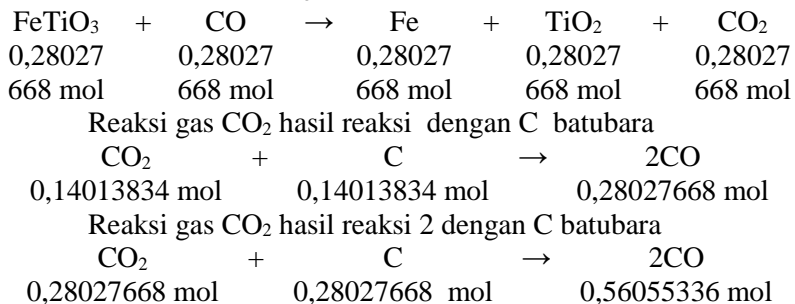 FeTiO₃ + CO → Fe + TiO₂ + CO₂
0,28027 0,28027 0,28027 0,28027 0,28027
668 mol 668 mol 668 mol 668 mol 668 mol
Reaksi gas CO₂ hasil reaksi dengan C batubara
CO₂ + C → 2CO
0,14013834 mol 0,14013834 mol 0,28027668 mol
Reaksi gas CO₂ hasil reaksi 2 dengan C batubara
CO₂ + C → 2CO
0,28027668 mol 0,28027668 mol 0,56055336 mol